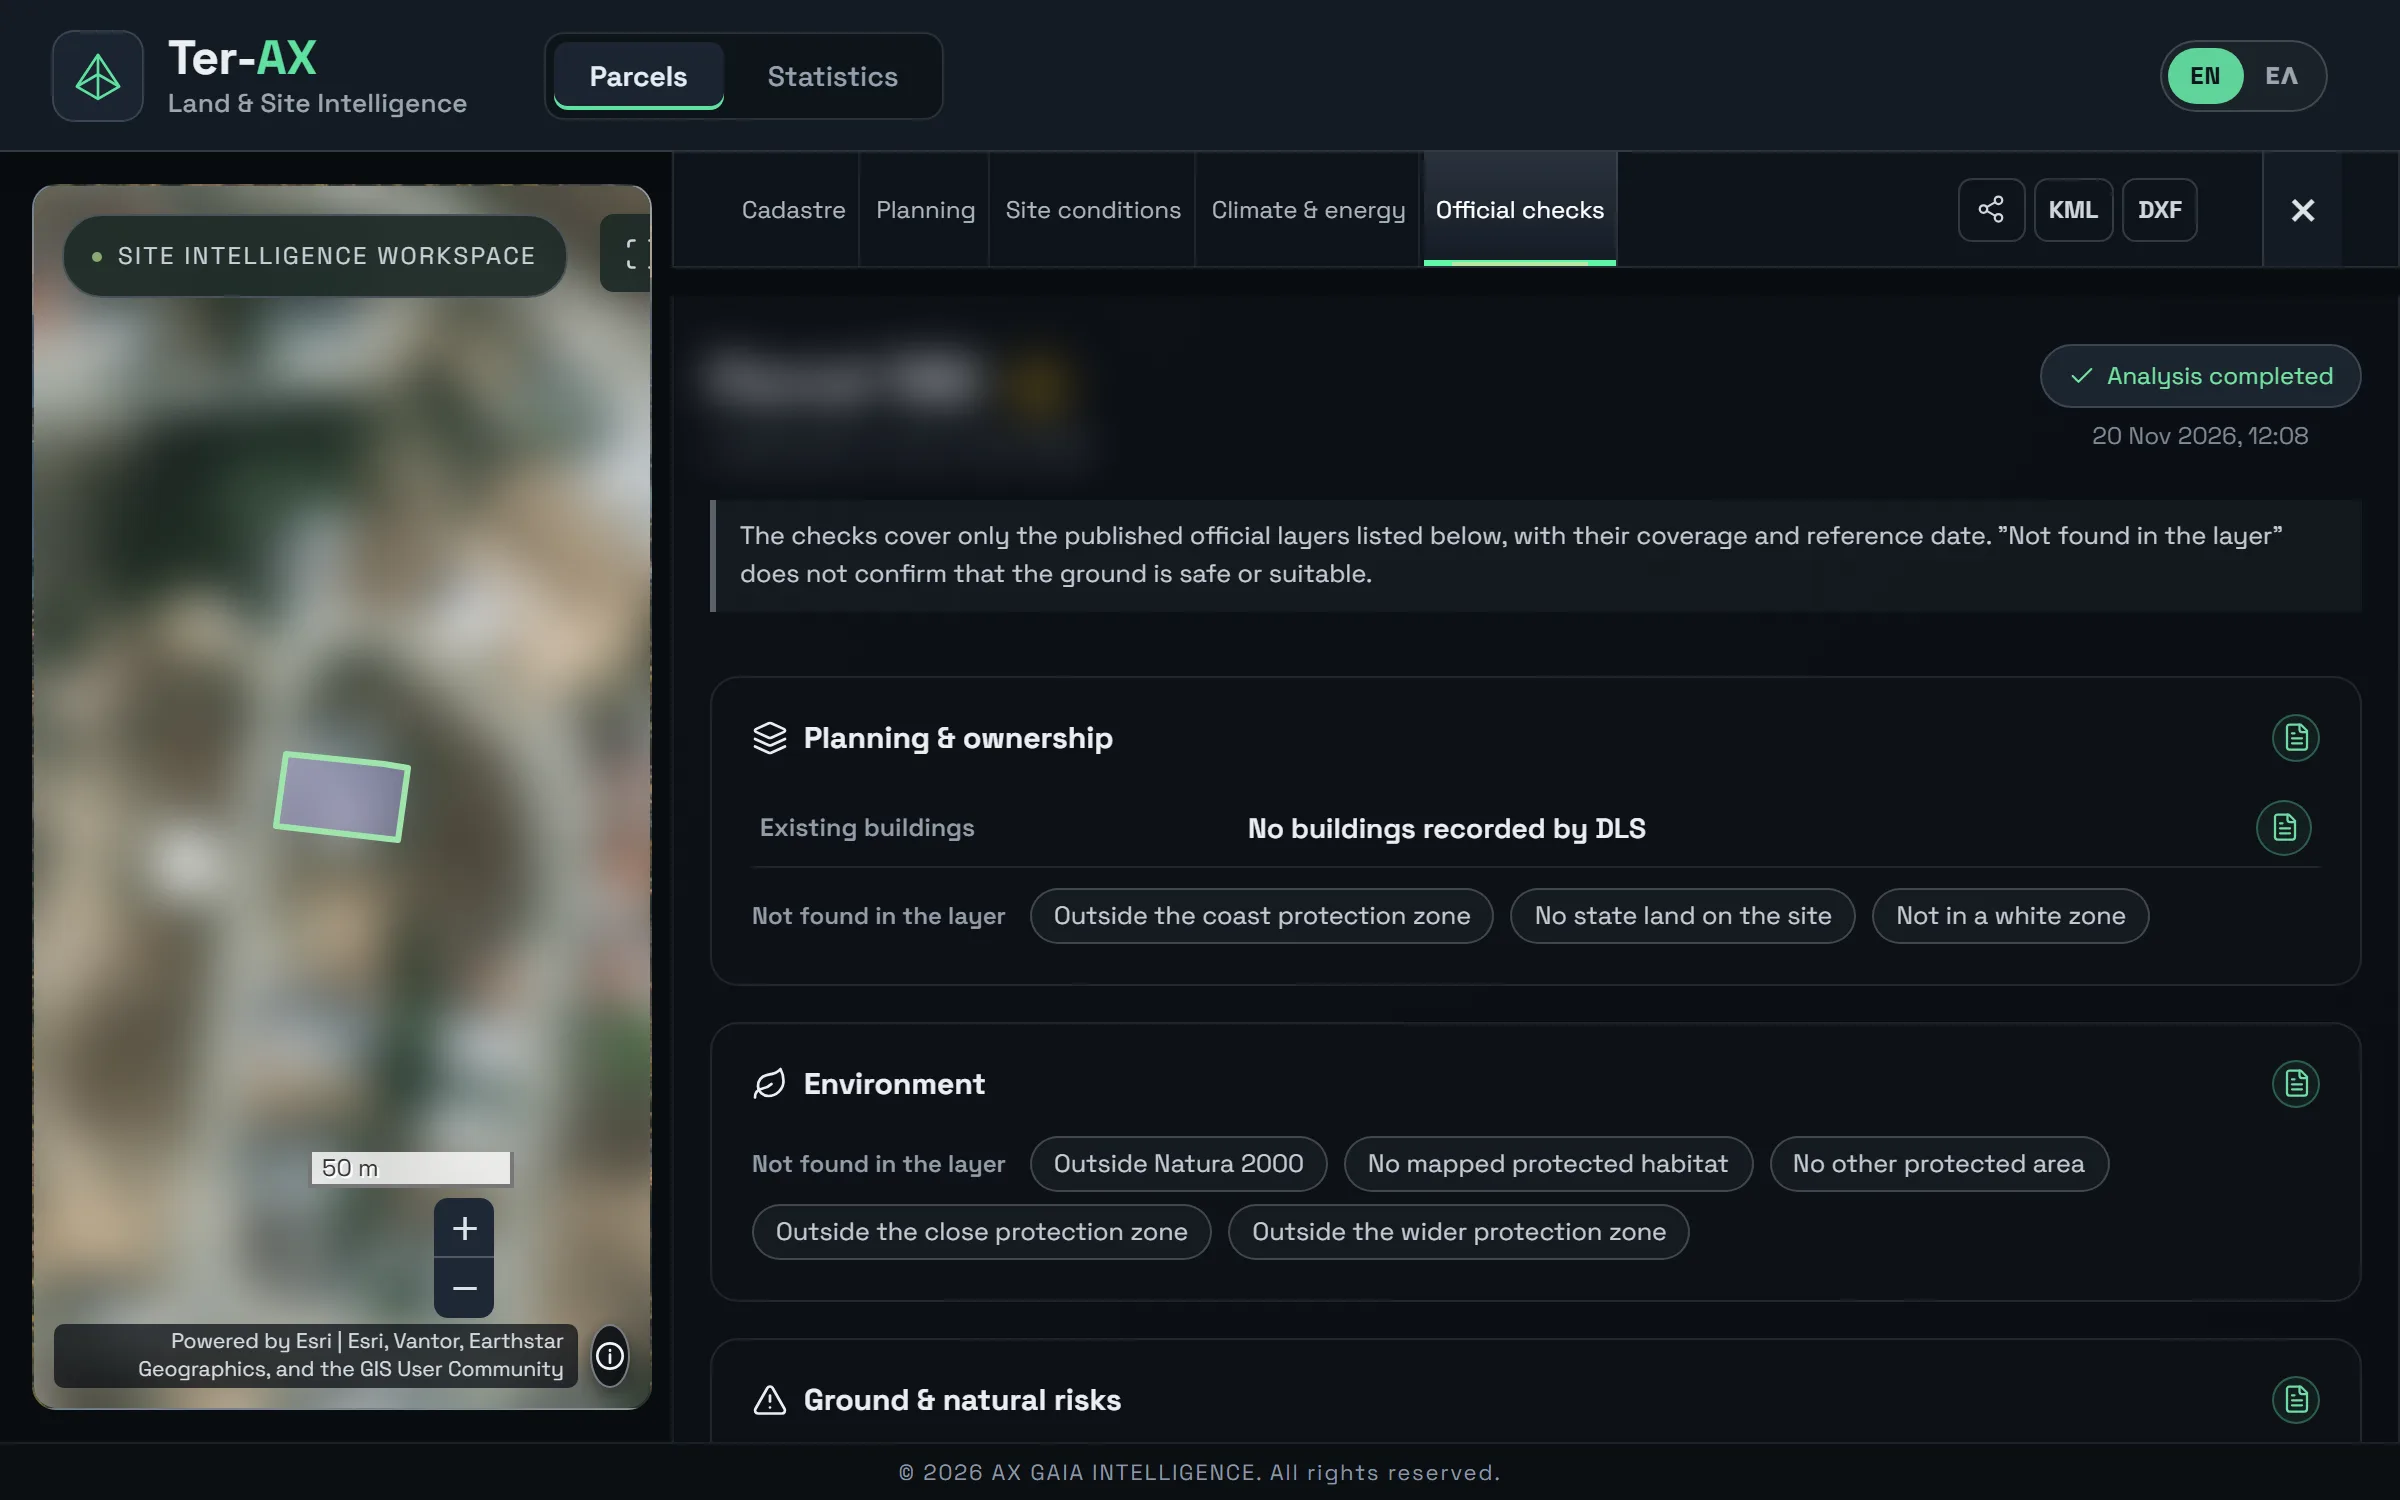 Ter-AX
Land & Site Intelligence
Parcels
Statistics
EN
ΕΛ
SITE INTELLIGENCE WORKSPACE
50 m
+
−
Powered by Esri | Esri, Vantor, Earthstar
Geographics, and the GIS User Community
Cadastre
Planning
Site conditions
Climate & energy
Official checks
KML
DXF
Analysis completed
20 Nov 2026, 12:08
The checks cover only the published official layers listed below, with their coverage and reference date. ”Not found in the layer”
does not confirm that the ground is safe or suitable.
Planning & ownership
Existing buildings
No buildings recorded by DLS
Not found in the layer
Outside the coast protection zone
No state land on the site
Not in a white zone
Environment
Not found in the layer
Outside Natura 2000
No mapped protected habitat
No other protected area
Outside the close protection zone
Outside the wider protection zone
Ground & natural risks
© 2026 AX GAIA INTELLIGENCE. All rights reserved.